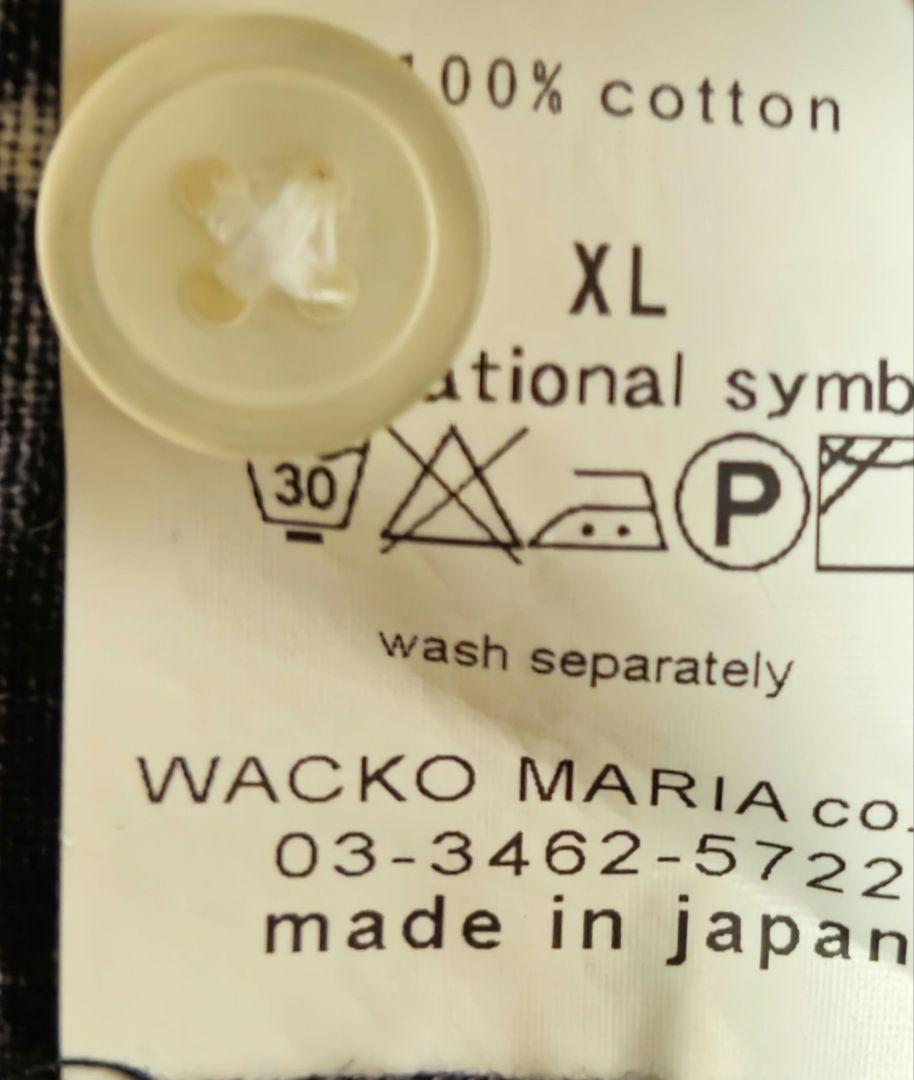 00% cotton
XL
ational symb
30
P
wash separately
WACKO MARIA co.
03-3462-5722
made in japan